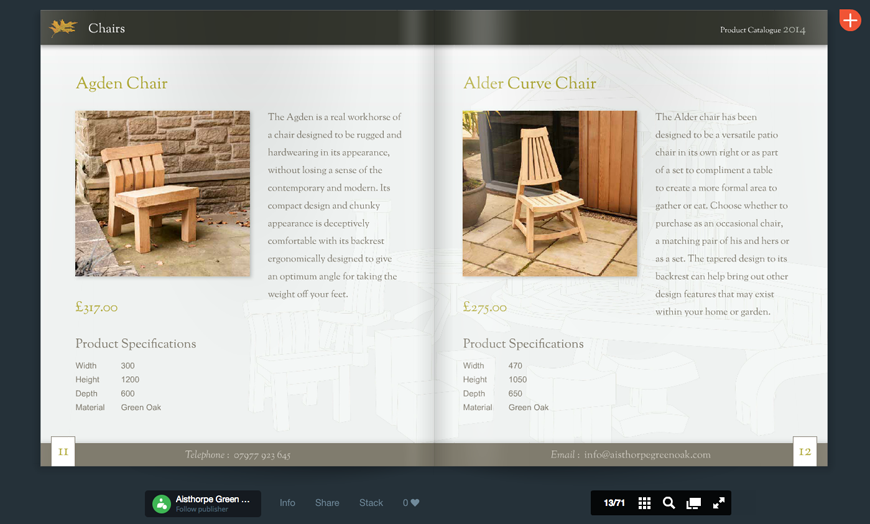 Chairs
Product Catalogue 2014
Agden Chair
The Agden is a real workhorse of
a chair designed to be rugged and
hardwearing in its appearance,
without losing a sense of the
contemporary and modern. Its
compact design and chunky
appearance is deceptively
comfortable with its backrest
ergonomically designed to give
an optimum angle for taking the
weight off your feet.
£317.00
Product Specifications
Width 300
Height 1200
Depth 600
Material Green Oak
11
Telephone : 07977 923 645
Alder Curve Chair
The Alder chair has been
designed to be a versatile patio
chair in its own right or as part
of a set to compliment a table
to create a more formal area to
gather or eat. Choose whether to
purchase as an occasional chair,
a matching pair of his and hers or
as a set. The tapered design to its
backrest can help bring out other
design features that may exist
within your home or garden.
£275.00
Product Specifications
Width 470
Height 1050
Depth 650
Material Green Oak
Email : info@aisthorpegreenoak.com
12
Aisthorpe Green ...
Follow publisher
Info
Share
Stack
0
13/71